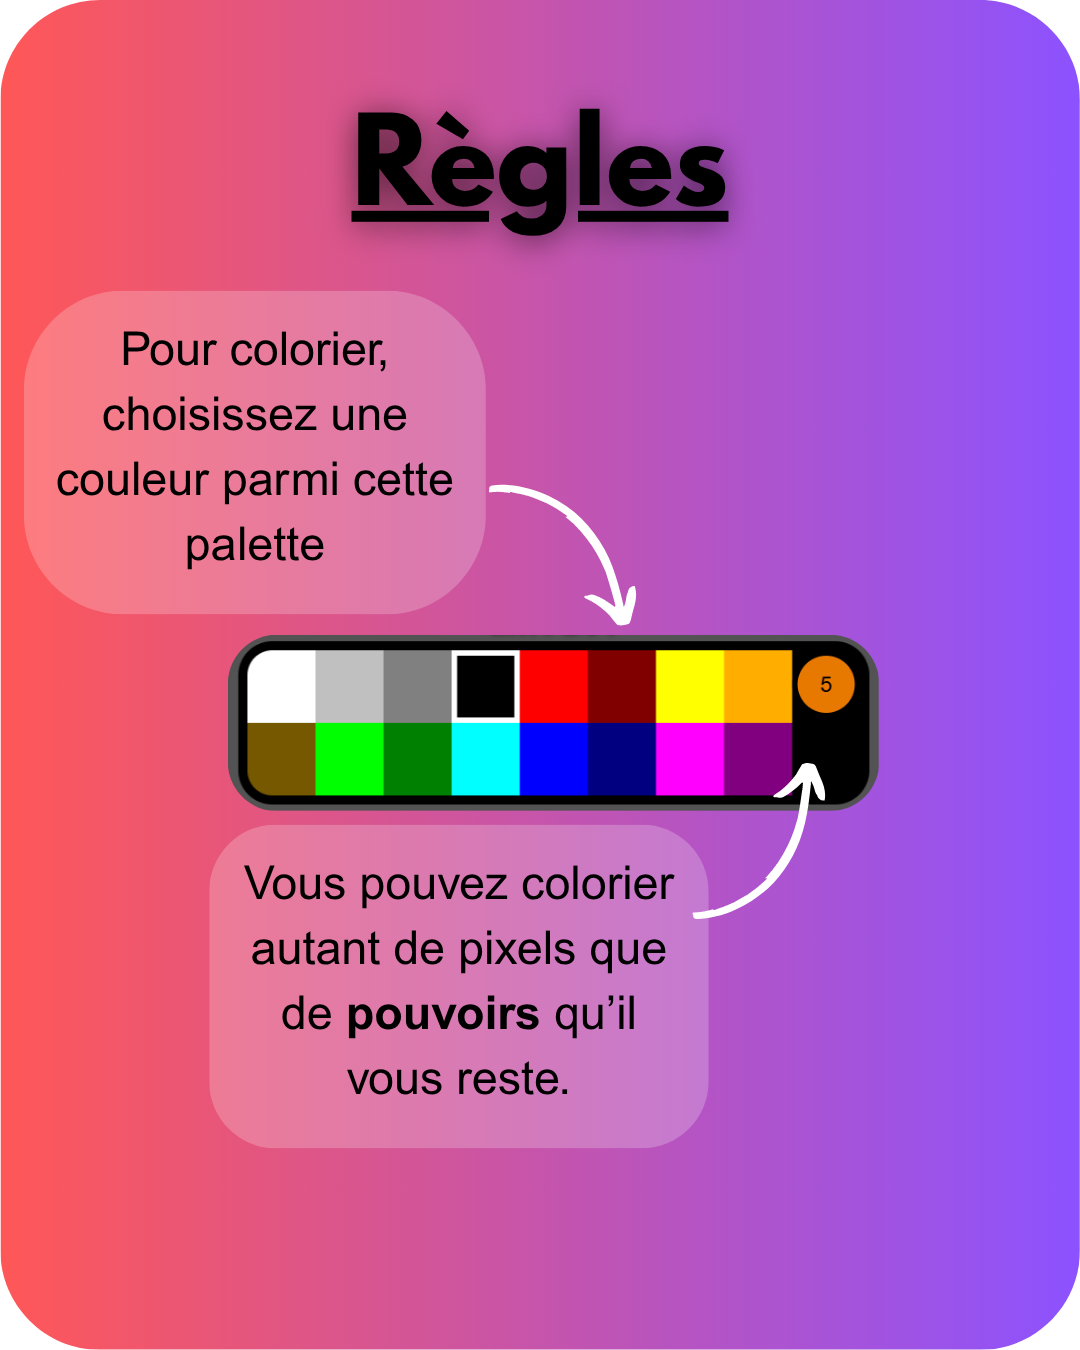 Règles
Pour colorier,
choisissez une
couleur parmi cette
palette
5
Vous pouvez colorier
autant de pixels que
de pouvoirs qu’il
vous reste.